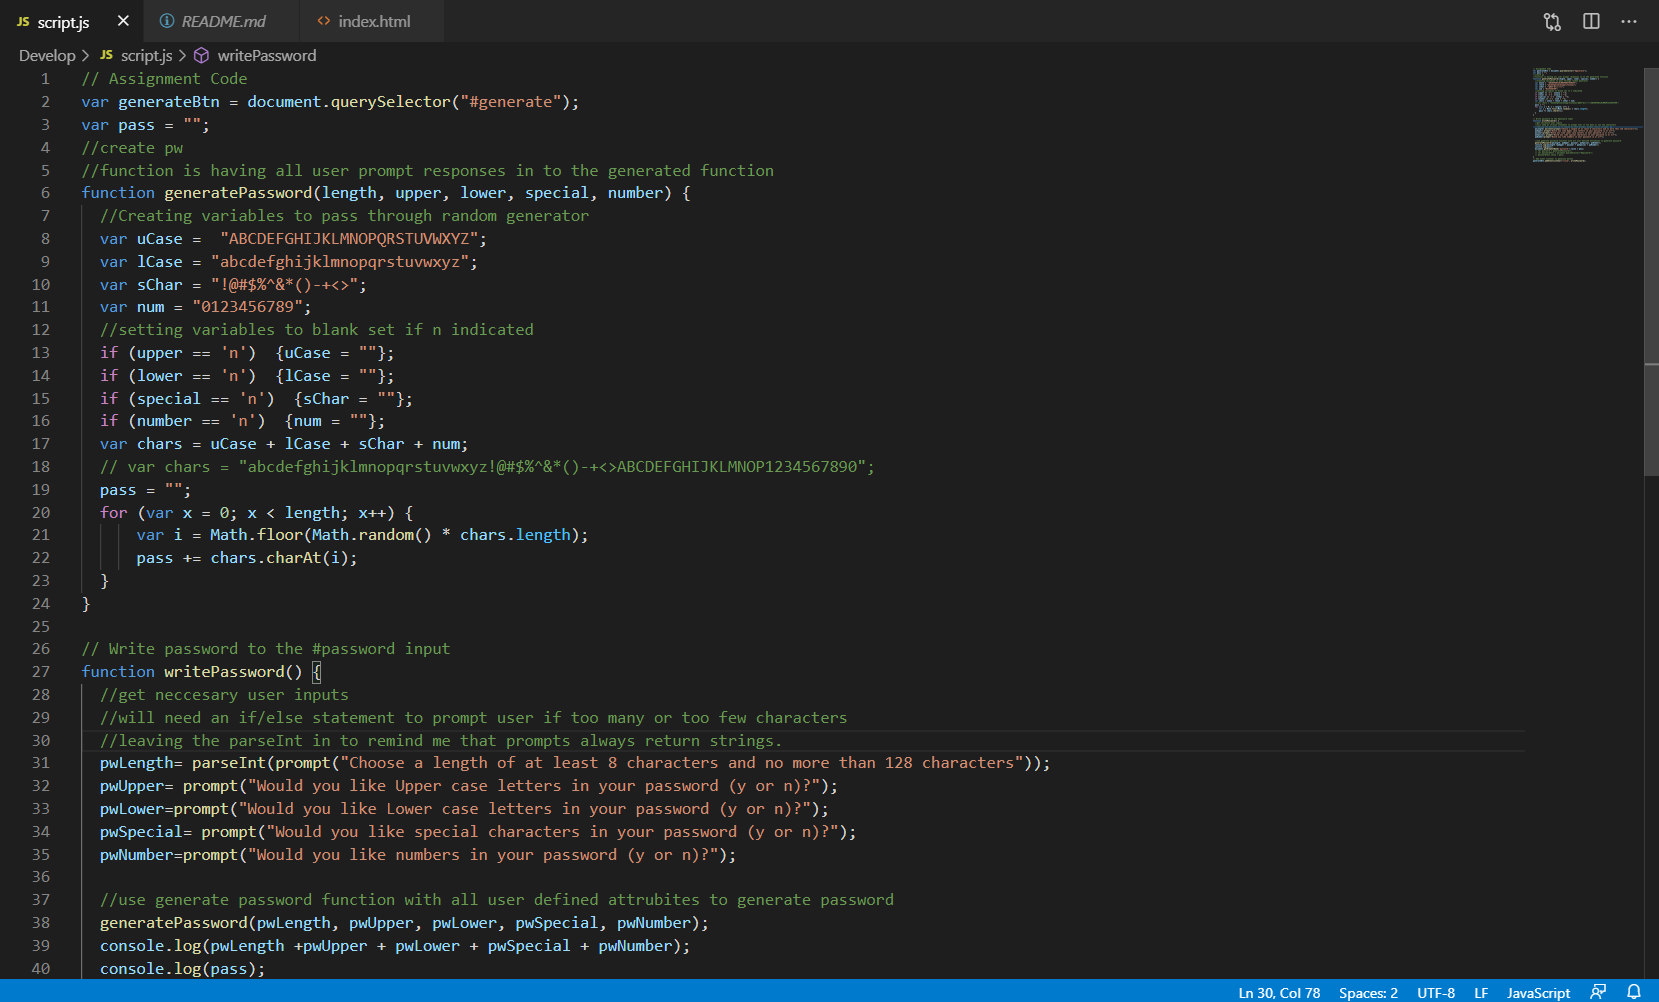 JS script.js × README.md <> index.html
Develop > JS script.js > writePassword
1 // Assignment Code
2 var generateBtn = document.querySelector("#generate");
3 var pass = "";
4 //create pw
5 //function is having all user prompt responses in to the generated function
6 function generatePassword(length, upper, lower, special, number) {
7 //Creating variables to pass through random generator
8 var uCase =  "ABCDEFGHIJKLMNOPQRSTUVWXYZ";
9 var lCase = "abcdefghijklmnopqrstuvwxyz";
10 var sChar = "!@#$%^&*()-+<>";
11 var num = "0123456789";
12 //setting variables to blank set if n indicated
13 if (upper == 'n')  {uCase = ""};
14 if (lower == 'n')  {lCase = ""};
15 if (special == 'n')  {sChar = ""};
16 if (number == 'n')  {num = ""};
17 var chars = uCase + lCase + sChar + num;
18 // var chars = "abcdefghijklmnopqrstuvwxyz!@#$%^&*()-+<>ABCDEFGHIJKLMNOP1234567890";
19 pass = "";
20 for (var x = 0; x < length; x++) {
21 var i = Math.floor(Math.random() * chars.length);
22 pass += chars.charAt(i);
23 }
24 }
25
26 // Write password to the #password input
27 function writePassword() {
28 //get neccesary user inputs
29 //will need an if/else statement to prompt user if too many or too few characters
30 //leaving the parseInt in to remind me that prompts always return strings.
31 pwLength= parseInt(prompt("Choose a length of at least 8 characters and no more than 128 characters"));
32 pwUpper= prompt("Would you like Upper case letters in your password (y or n)?");
33 pwLower=prompt("Would you like Lower case letters in your password (y or n)?");
34 pwSpecial= prompt("Would you like special characters in your password (y or n)?");
35 pwNumber=prompt("Would you like numbers in your password (y or n)?");
36
37 //use generate password function with all user defined attrubites to generate password
38 generatePassword(pwLength, pwUpper, pwLower, pwSpecial, pwNumber);
39 console.log(pwLength +pwUpper + pwLower + pwSpecial + pwNumber);
40 console.log(pass);
Ln 30, Col 78 Spaces: 2 UTF-8 LF JavaScript